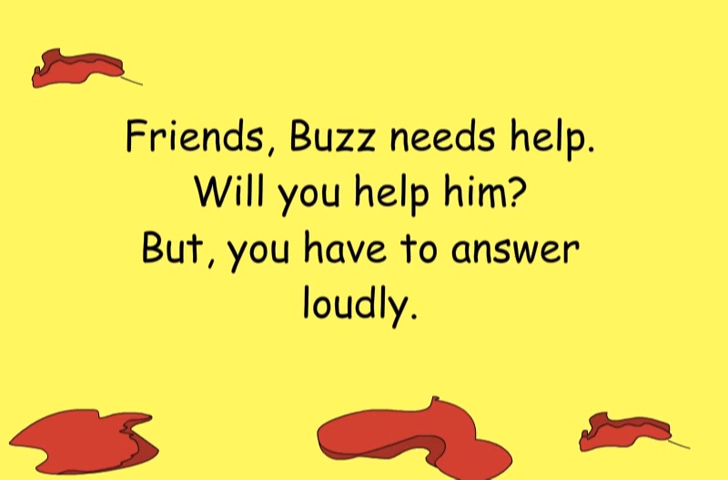 Friends, Buzz needs help.
Will you help him?
But, you have to answer
loudly.